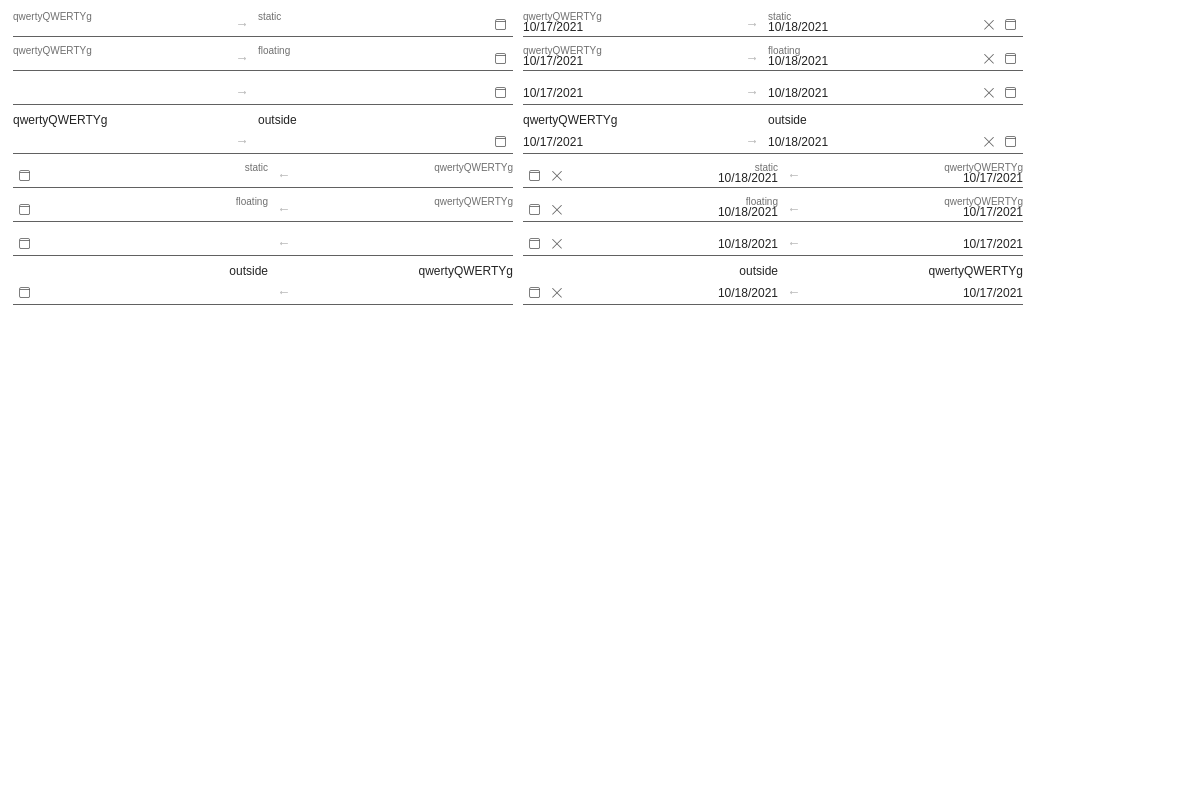 qwertyQWERTYg → static qwertyQWERTYg → static
10/17/2021 10/18/2021
qwertyQWERTYg → floating qwertyQWERTYg → floating
10/17/2021 10/18/2021
→ 10/17/2021 → 10/18/2021
qwertyQWERTYg outside qwertyQWERTYg outside
→ 10/17/2021 → 10/18/2021
static ← qwertyQWERTYg static ← qwertyQWERTYg
10/18/2021 10/17/2021
floating ← qwertyQWERTYg floating ← qwertyQWERTYg
10/18/2021 10/17/2021
← 10/18/2021 ← 10/17/2021
outside qwertyQWERTYg outside qwertyQWERTYg
← 10/18/2021 ← 10/17/2021